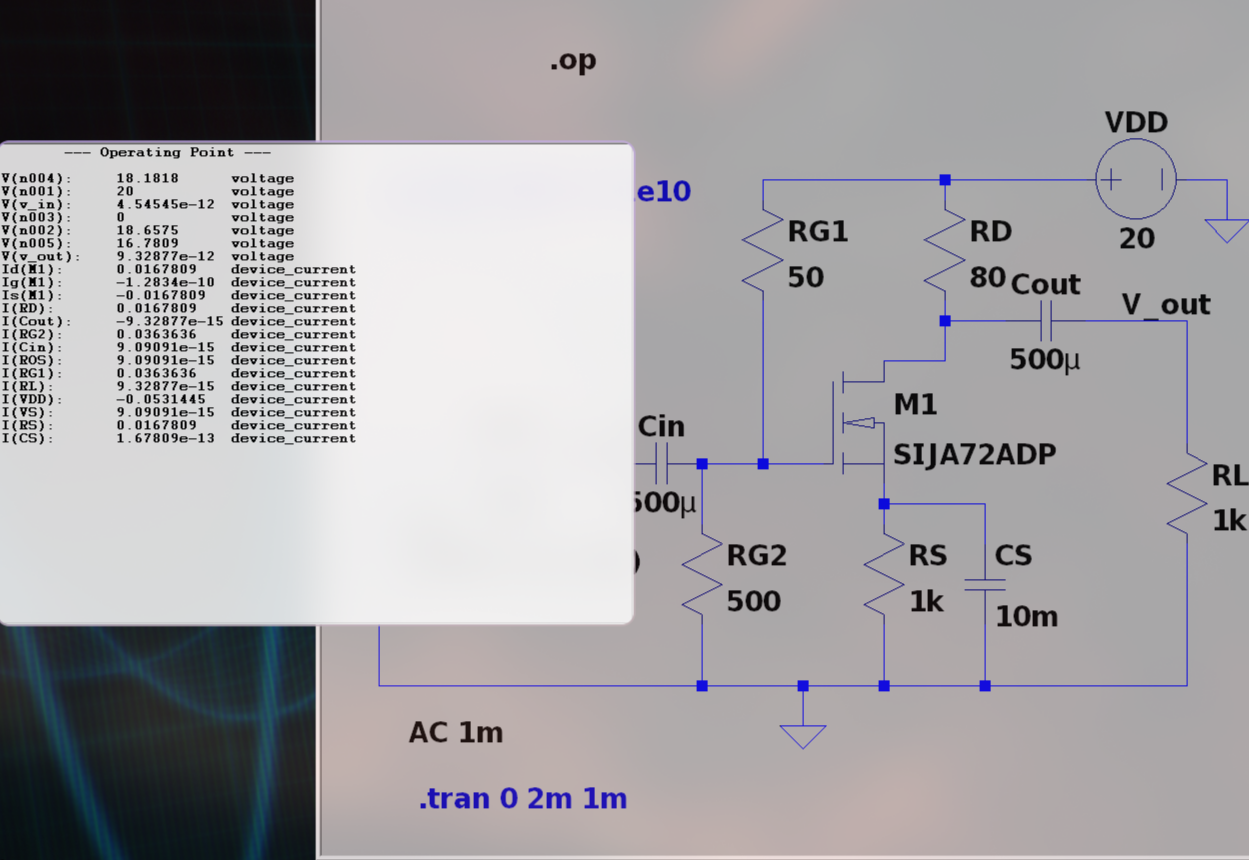 .op
--- Operating Point ---
V(n004): 18.1818 voltage
V(n001): 20 voltage
V(v_in): 4.54545e-12 voltage
V(n003): 0 voltage
V(n002): 18.6575 voltage
V(n005): 16.7809 voltage
V(v_out): 9.32877e-12 voltage
Id(M1): 0.0167809 device_current
Ig(M1): -1.2834e-10 device_current
Is(M1): -0.0167809 device_current
I(RD): 0.0167809 device_current
I(Cout): -9.32877e-15 device_current
I(RG2): 0.0363636 device_current
I(Cin): 9.09091e-15 device_current
I(ROS): 9.09091e-15 device_current
I(RG1): 0.0363636 device_current
I(RL): 9.32877e-15 device_current
I(VDD): -0.0531445 device_current
I(VS): 9.09091e-15 device_current
I(RS): 0.0167809 device_current
I(CS): 1.67809e-13 device_current
e10
VDD
20
RG1
50
RD
80
Cout
500µ
V_out
M1
SIJA72ADP
Cin
500µ
)
RG2
500
RS
1k
CS
10m
RL
1k
AC 1m
.tran 0 2m 1m